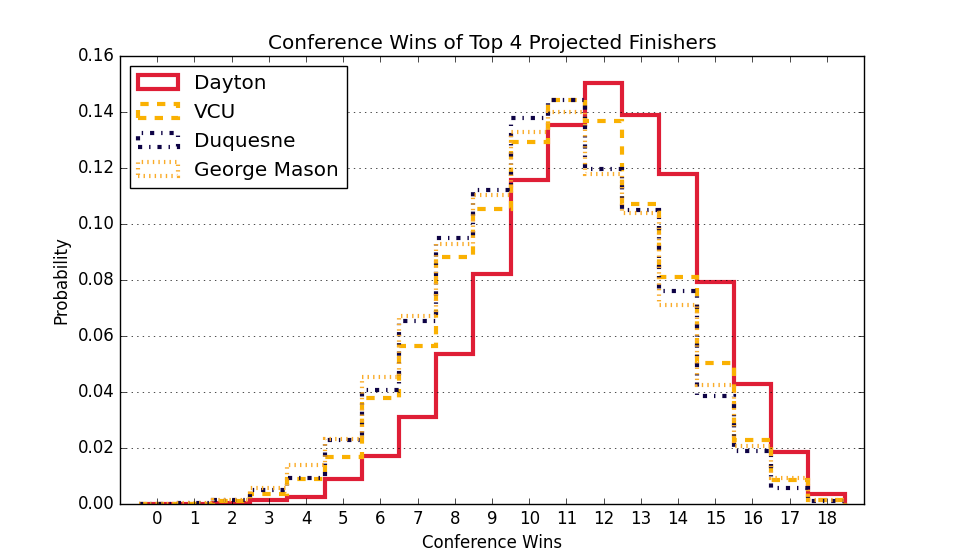 Conference Wins of Top 4 Projected Finishers
0.16
0.14
0.12
0.10
0.08
0.06
0.04
0.02
0.00
Probability
Dayton
VCU
Duquesne
George Mason
0 1 2 3 4 5 6 7 8 9 10 11 12 13 14 15 16 17 18
Conference Wins